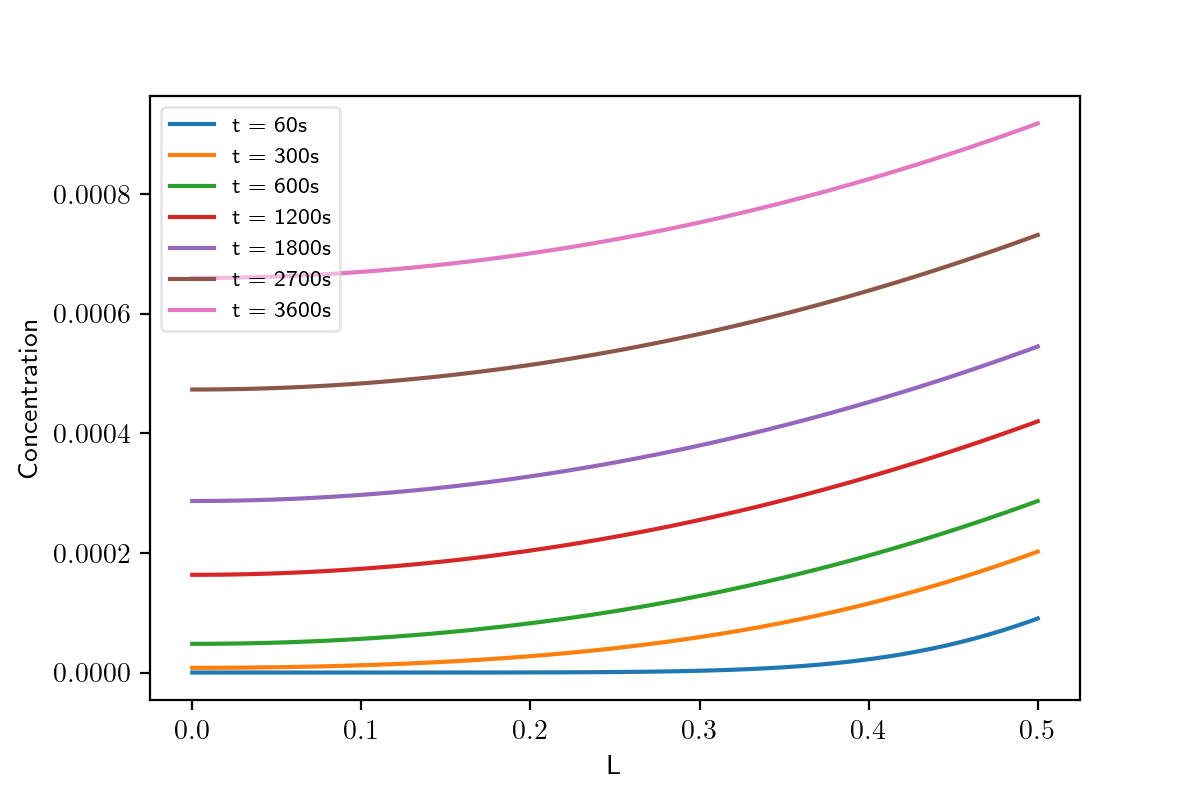 t = 60s
t = 300s
t = 600s
t = 1200s
t = 1800s
t = 2700s
t = 3600s
0.0008
0.0006
0.0004
0.0002
0.0000
Concentration
0.0 0.1 0.2 0.3 0.4 0.5
L